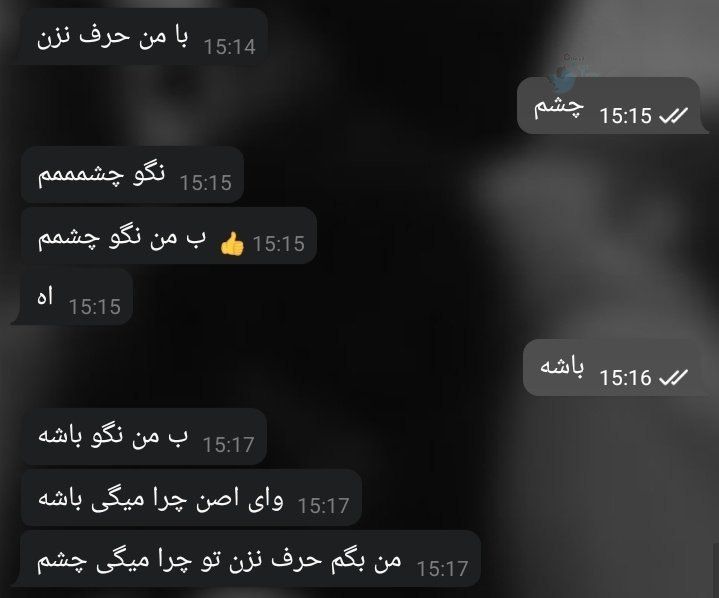 با من حرف نزن 15:14
چشم 15:15
نگو چشمممم 15:15
ب من نگو چشمم 👍 15:15
اه 15:15
باشه 15:16
ب من نگو باشه 15:17
وای اصن چرا میگی باشه 15:17
من بگم حرف نزن تو چرا میگی چشم 15:17